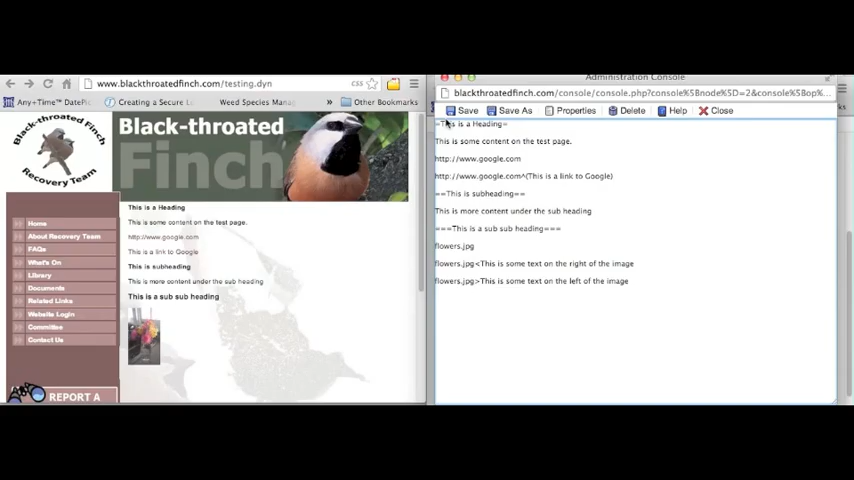 www.blackthroatedfinch.com/testing.dyn
css
Creating a Secure L
Weed Species Manag
Other Bookmarks
Black-throated Finch
Recovery Team
Black-throated
Finch
Home
About Recovery Team
FAQs
What's On
Library
Documents
Related Links
Website Login
Committee
Contact Us
REPORT A
This is a Heading
This is some content on the test page.
http://www.google.com
This is a link to Google
This is subheading
This is more content under the sub heading
This is a sub sub heading
Administration Console
blackthroatedfinch.com/console/console.php?console%5Bnode%5D=2&console%5Bop%...
Save
Save As
Properties
Delete
Help
Close
=This is a Heading=
This is some content on the test page.
http://www.google.com
http://www.google.com^(This is a link to Google)
==This is subheading==
This is more content under the sub heading
===This is a sub sub heading===
flowers.jpg
flowers.jpg<This is some text on the right of the image
flowers.jpg>This is some text on the left of the image